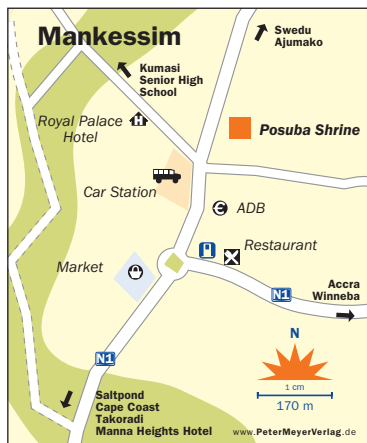 Mankessim
Swedu
Ajumako
Kumasi
Senior High
School
Royal Palace
Hotel
H
Posuba Shrine
Car Station
€ ADB
Restaurant
Market
N1
Accra
Winneba
N1
N
1 cm
170 m
Saltpond
Cape Coast
Takoradi
Manna Heights Hotel
www.PeterMeyerVerlag.de